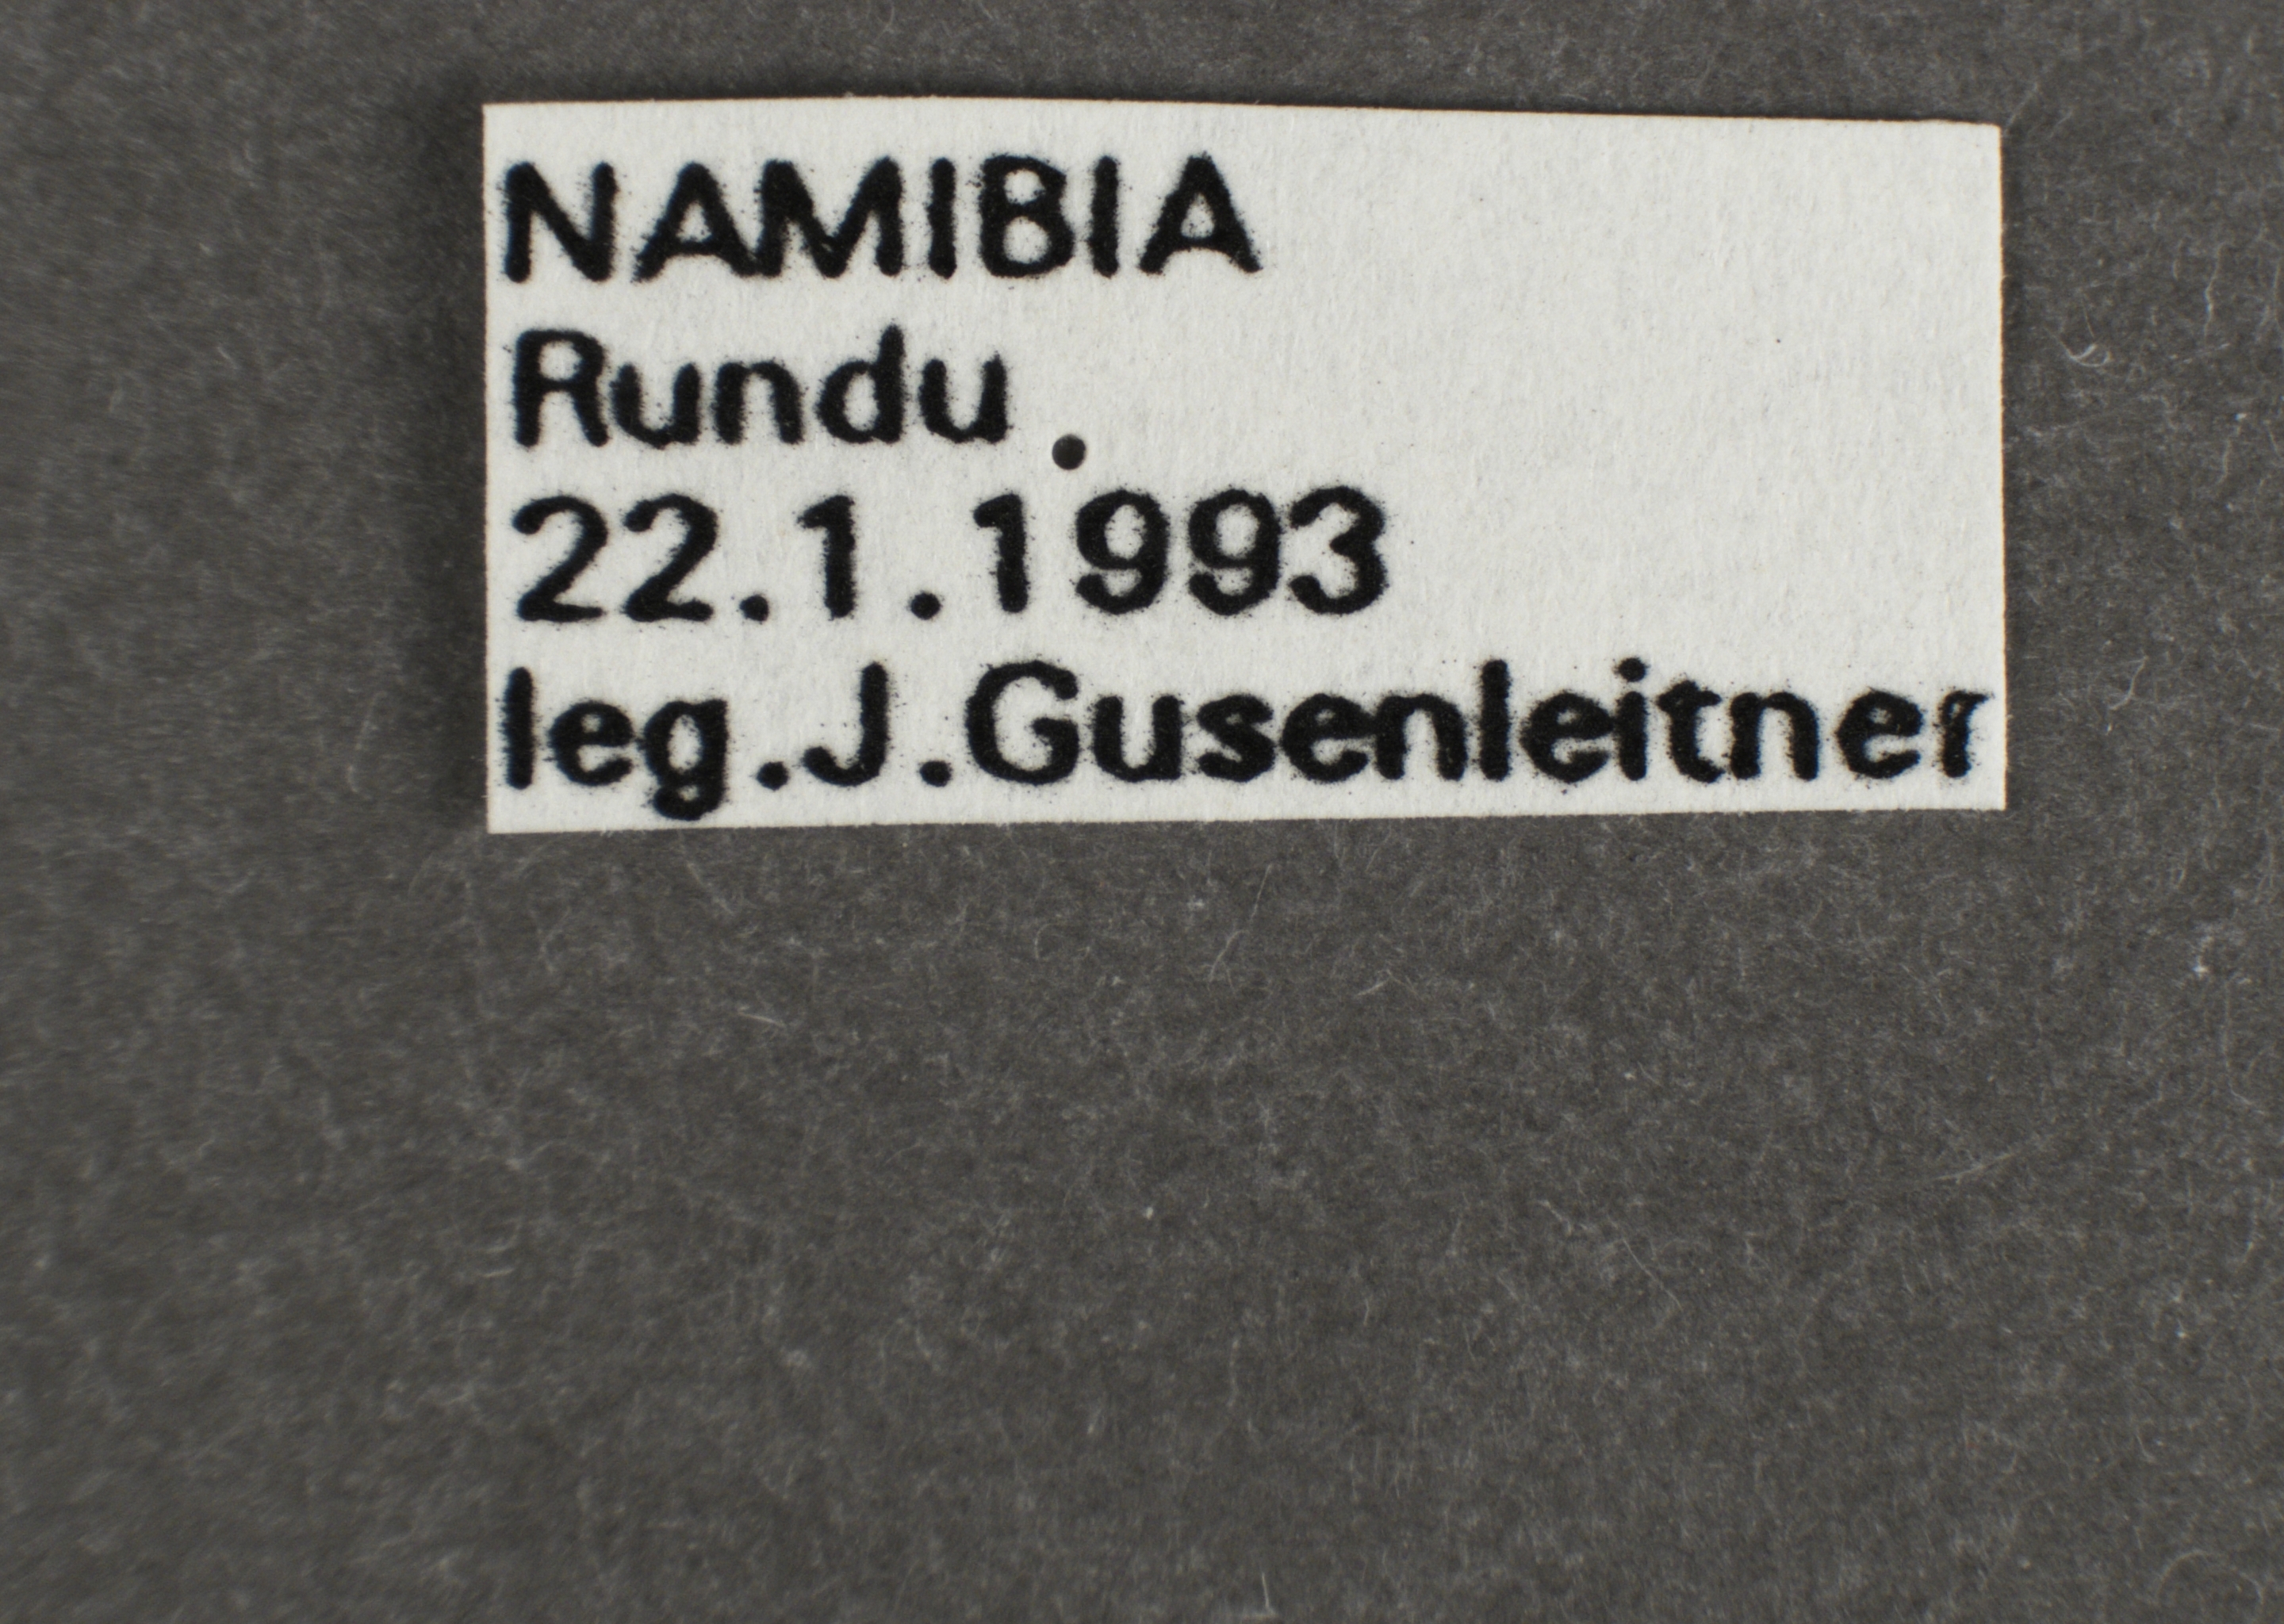 NAMIBIA
Rundu
22.1.1993
leg.J.Gusenleitner